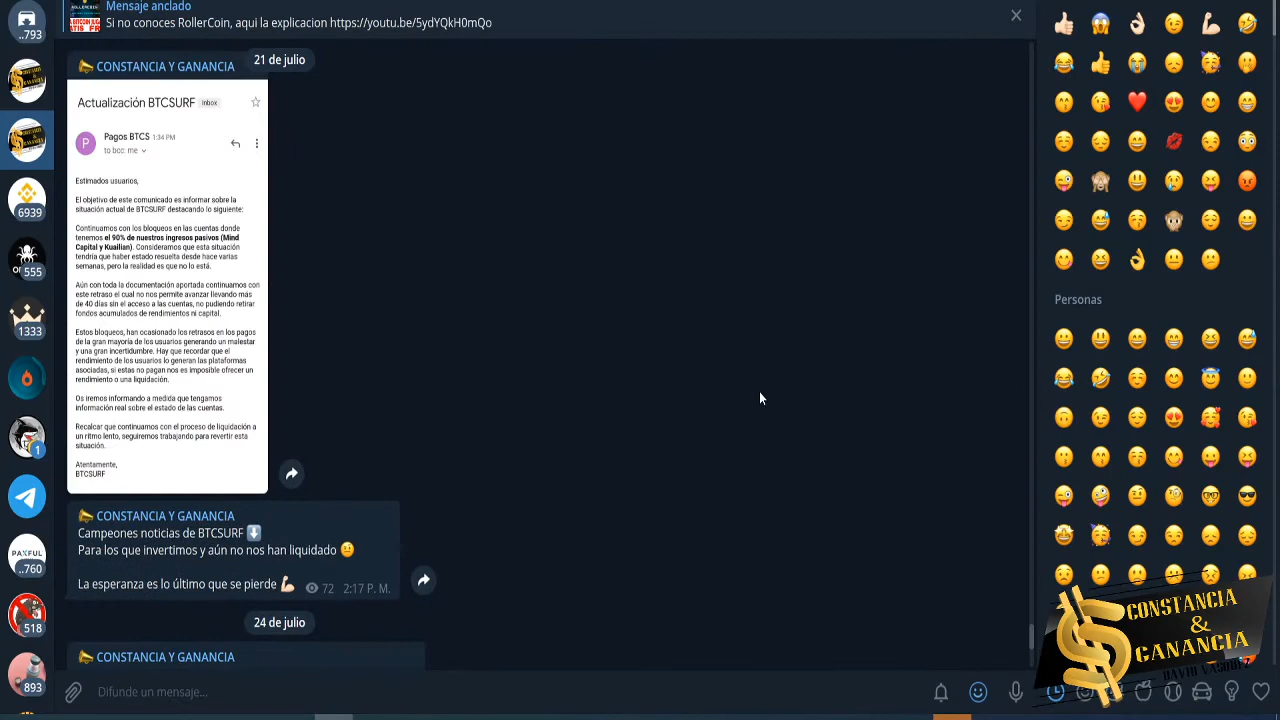 Mensaje anclado
Si no conoces RollerCoin, aqui la explicacion https://youtu.be/5ydYQkH0mQo
..793
6939
555
1333
1
PAXFUL
..760
518
893
21 de julio
CONSTANCIA Y GANANCIA
Actualización BTCSURF Inbox
P
Pagos BTCS 1:34 PM
to bcc: me
Estimados usuarios,
El objetivo de este comunicado es informar sobre la
situación actual de BTCSURF destacando lo siguiente:
Continuamos con los bloqueos en las cuentas donde
tenemos el 90% de nuestros ingresos pasivos (Mind
Capital y Kuailian). Consideramos que esta situación
tendría que haber estado resuelta desde hace varias
semanas, pero la realidad es que no lo está.
Aún con toda la documentación aportada continuamos con
este retraso el cual no nos permite avanzar llevando más
de 40 días sin el acceso a las cuentas, no pudiendo retirar
fondos acumulados de rendimientos ni capital.
Estos bloqueos, han ocasionado los retrasos en los pagos
de la gran mayoría de los usuarios generando un malestar
y una gran incertidumbre. Hay que recordar que el
rendimiento de los usuarios lo generan las plataformas
asociadas, si estas no pagan nos es imposible ofrecer un
rendimiento o una liquidación.
Os iremos informando a medida que tengamos
información real sobre el estado de las cuentas.
Recalcar que continuamos con el proceso de liquidación a
un ritmo lento, seguiremos trabajando para revertir esta
situación.
Atentamente,
BTCSURF
CONSTANCIA Y GANANCIA
Campeones noticias de BTCSURF
Para los que invertimos y aún no nos han liquidado
La esperanza es lo último que se pierde
72 2:17 P. M.
24 de julio
CONSTANCIA Y GANANCIA
Difunde un mensaje...
Personas
CONSTANCIA
&
GANANCIA
DAVID VASQUEZ